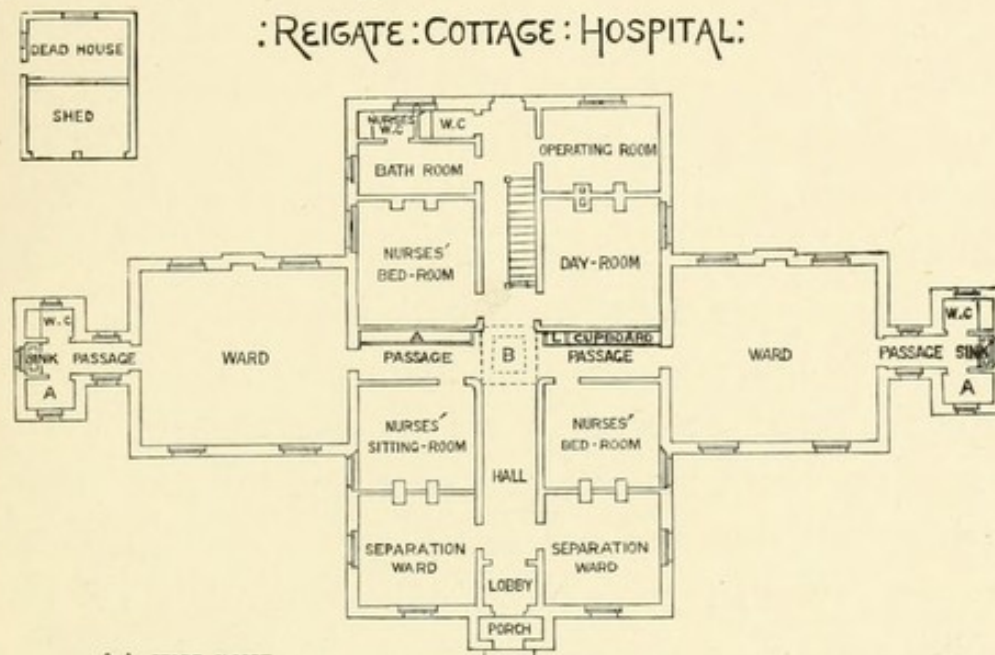 :REIGATE:COTTAGE:HOSPITAL:
DEAD HOUSE
SHED
NURSES'
W.C
W.C
BATH ROOM
OPERATING ROOM
NURSES'
BED-ROOM
DAY-ROOM
W.C
SINK
PASSAGE
A
WARD
A
PASSAGE
B
L CUPBOARD
PASSAGE
WARD
PASSAGE
W.C
SINK
A
NURSES'
SITTING-ROOM
HALL
NURSES'
BED-ROOM
SEPARATION
WARD
SEPARATION
WARD
LOBBY
PORCH